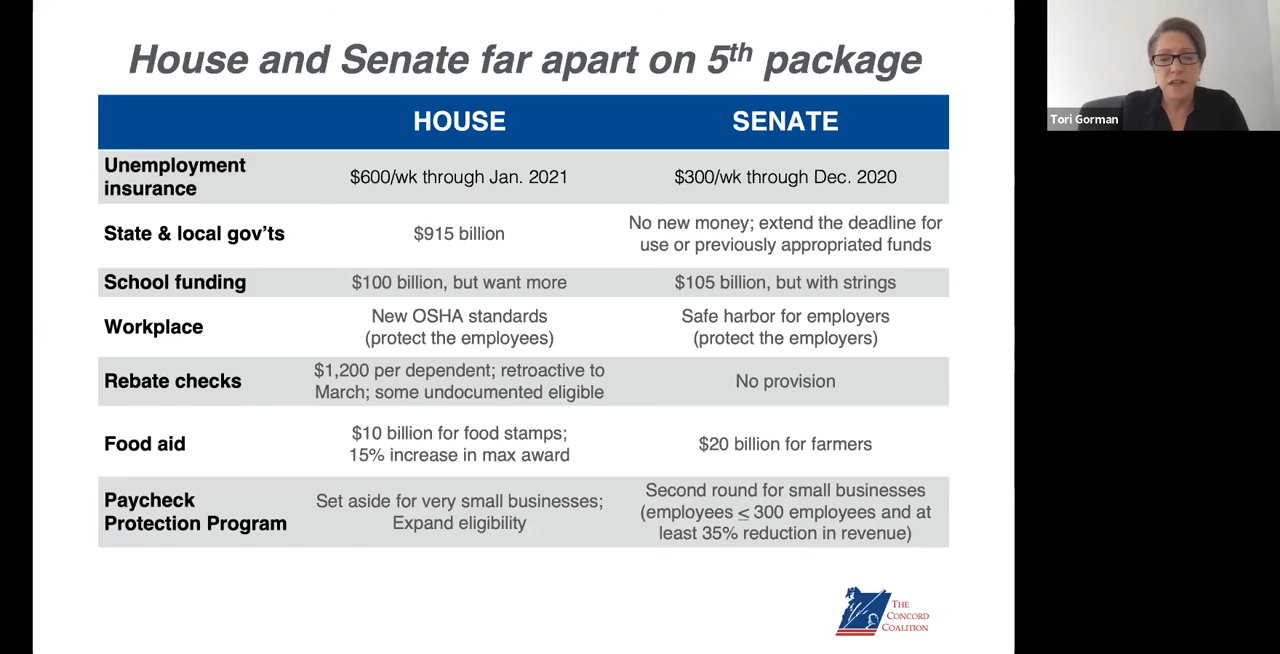 House and Senate far apart on 5th package
HOUSE
SENATE
Unemployment
insurance
$600/wk through Jan. 2021
$300/wk through Dec. 2020
State & local gov'ts
$915 billion
No new money; extend the deadline for
use or previously appropriated funds
School funding
$100 billion, but want more
$105 billion, but with strings
Workplace
New OSHA standards
(protect the employees)
Safe harbor for employers
(protect the employers)
Rebate checks
$1,200 per dependent; retroactive to
March; some undocumented eligible
No provision
Food aid
$10 billion for food stamps;
15% increase in max award
$20 billion for farmers
Paycheck
Protection Program
Set aside for very small businesses;
Expand eligibility
Second round for small businesses
(employees ≤ 300 employees and at
least 35% reduction in revenue)
THE
CONCORD
COALITION
Tori Gorman